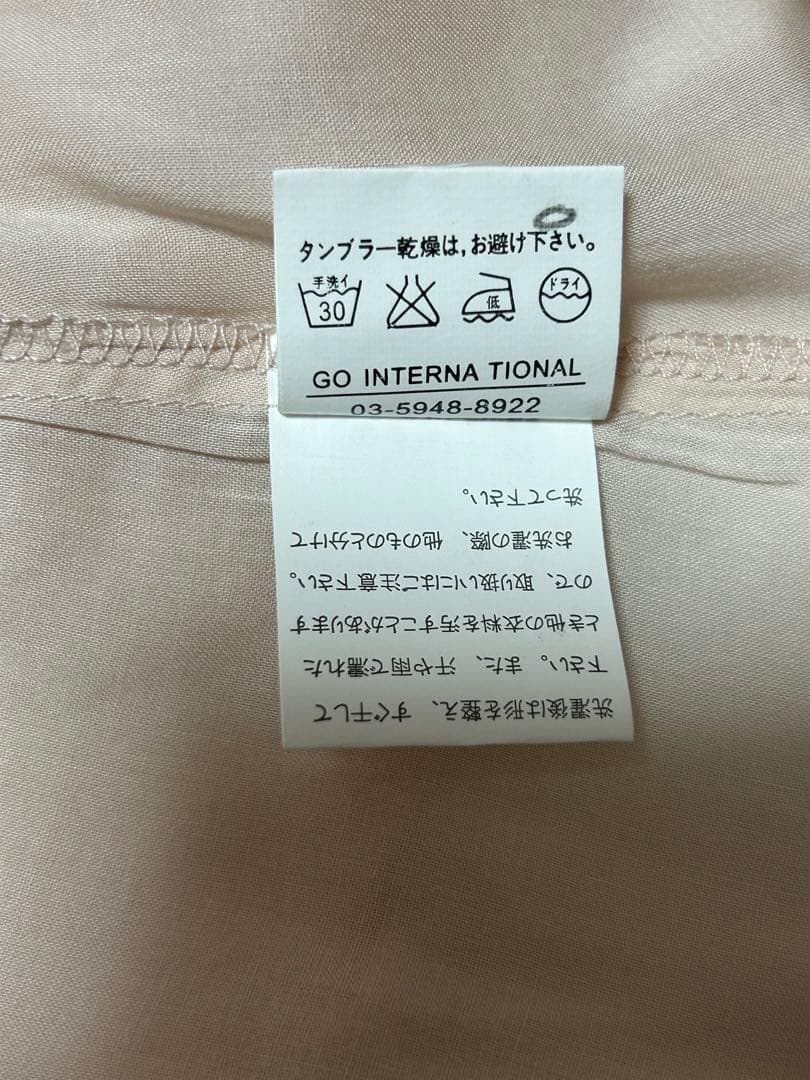 タンブラー乾燥は,お避け下さい。
手洗イ 30 低 ドライ
GO INTERNA TIONAL
03-5948-8922
洗濯後は形を整え、すぐ干して
下さい。また、汗や雨で濡れた
とき他の衣料を汚すことがあります
ので、取り扱いにはご注意下さい。
お洗濯の際、他のものと分けて
洗って下さい。